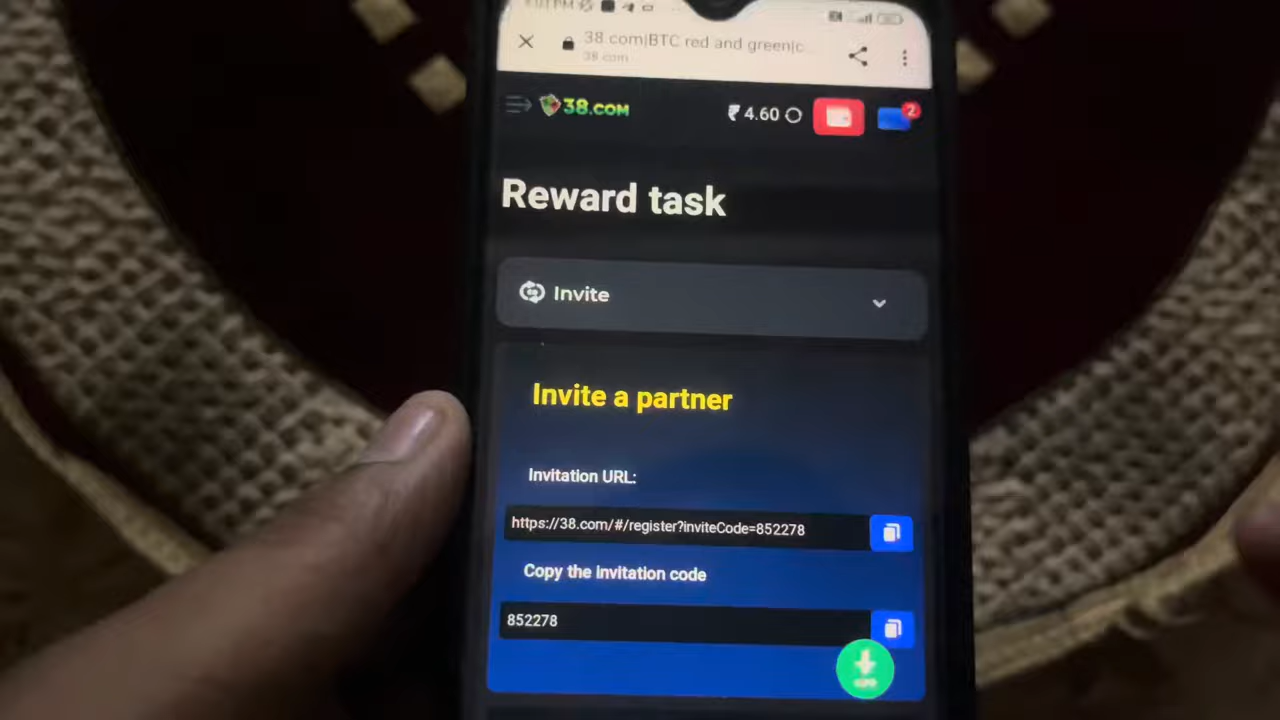 38.com|BTC red and green|c...
38.com
38.COM
₹ 4.60
2
Reward task
Invite
Invite a partner
Invitation URL:
https://38.com/#/register?inviteCode=852278
Copy the invitation code
852278